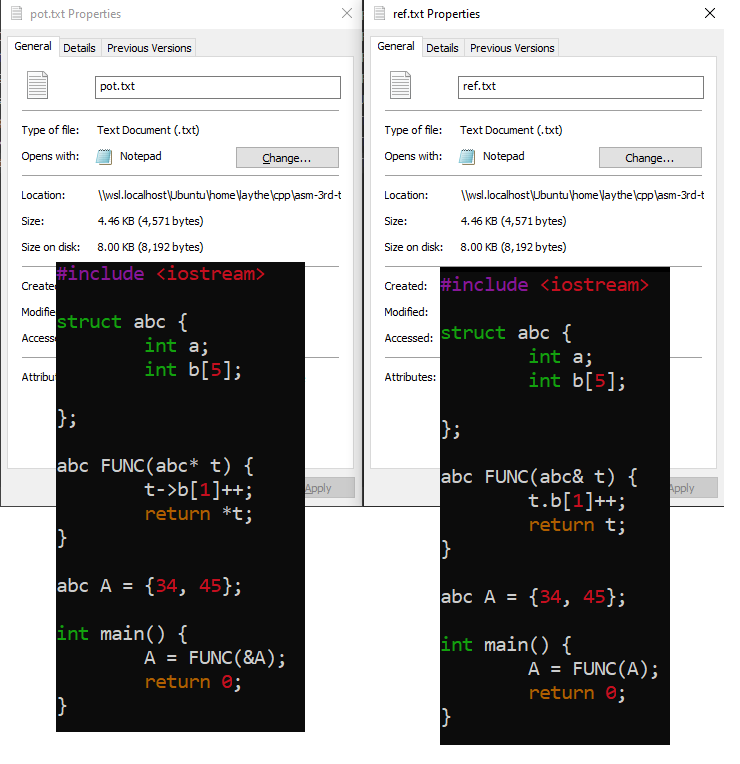 pot.txt Properties
General Details Previous Versions
pot.txt
Type of file: Text Document (.txt)
Opens with: Notepad Change...
Location: \\wsl.localhost\Ubuntu\home\laythe\cpp\asm-3rd-t
Size: 4.46 KB (4,571 bytes)
Size on disk: 8.00 KB (8,192 bytes)
Created
Modifie
Access
Attribut
Apply
#include <iostream>
struct abc {
int a;
int b[5];
};
abc FUNC(abc* t) {
t->b[1]++;
return *t;
}
abc A = {34, 45};
int main() {
A = FUNC(&A);
return 0;
}
ref.txt Properties
General Details Previous Versions
ref.txt
Type of file: Text Document (.txt)
Opens with: Notepad Change...
Location: \\wsl.localhost\Ubuntu\home\laythe\cpp\asm-3rd-t
Size: 4.46 KB (4,571 bytes)
Size on disk: 8.00 KB (8,192 bytes)
Created:
Modified:
Accessed:
Attributes:
Apply
#include <iostream>
struct abc {
int a;
int b[5];
};
abc FUNC(abc& t) {
t.b[1]++;
return t;
}
abc A = {34, 45};
int main() {
A = FUNC(A);
return 0;
}